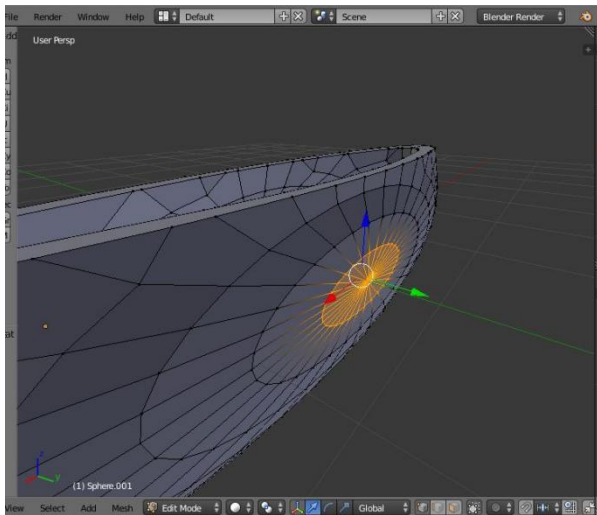 File Render Window Help Default Scene Blender Render
User Persp
z
y
(1) Sphere.001
View Select Add Mesh Edit Mode Global